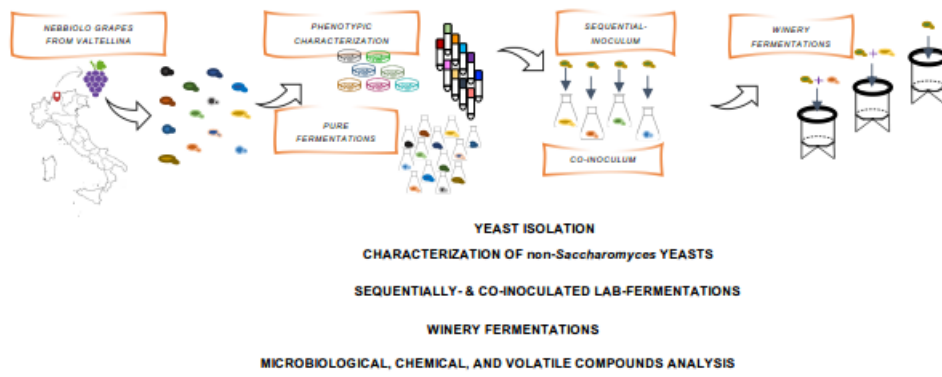 NEBBIOLO GRAPES
FROM VALTELLINA
PHENOTYPIC
CHARACTERIZATION
PURE
FERMENTATIONS
SEQUENTIAL-
INOCULUM
CO-INOCULUM
WINERY
FERMENTATIONS
YEAST ISOLATION
CHARACTERIZATION OF non-Saccharomyces YEASTS
SEQUENTIALLY- & CO-INOCULATED LAB-FERMENTATIONS
WINERY FERMENTATIONS
MICROBIOLOGICAL, CHEMICAL, AND VOLATILE COMPOUNDS ANALYSIS